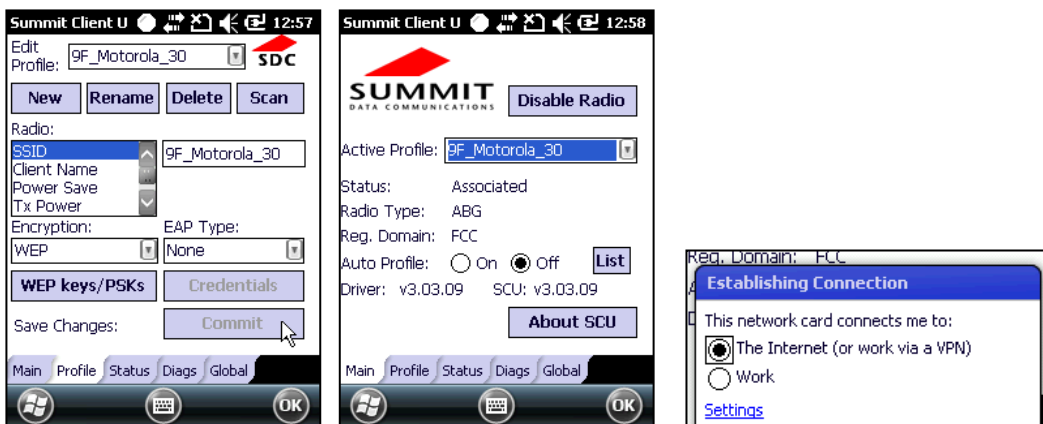 Summit Client U 12:57
Edit
Profile: 9F_Motorola_30
SDC
New Rename Delete Scan
Radio:
SSID 9F_Motorola_30
Client Name
Power Save
Tx Power
Encryption: EAP Type:
WEP None
WEP keys/PSKs Credentials
Save Changes: Commit
Main Profile Status Diags Global
OK
Summit Client U 12:58
SUMMIT
DATA COMMUNICATIONS
Disable Radio
Active Profile: 9F_Motorola_30
Status: Associated
Radio Type: ABG
Reg. Domain: FCC
Auto Profile: On Off List
Driver: v3.03.09 SCU: v3.03.09
About SCU
Main Profile Status Diags Global
OK
Reg. Domain: FCC
Establishing Connection
This network card connects me to:
The Internet (or work via a VPN)
Work
Settings